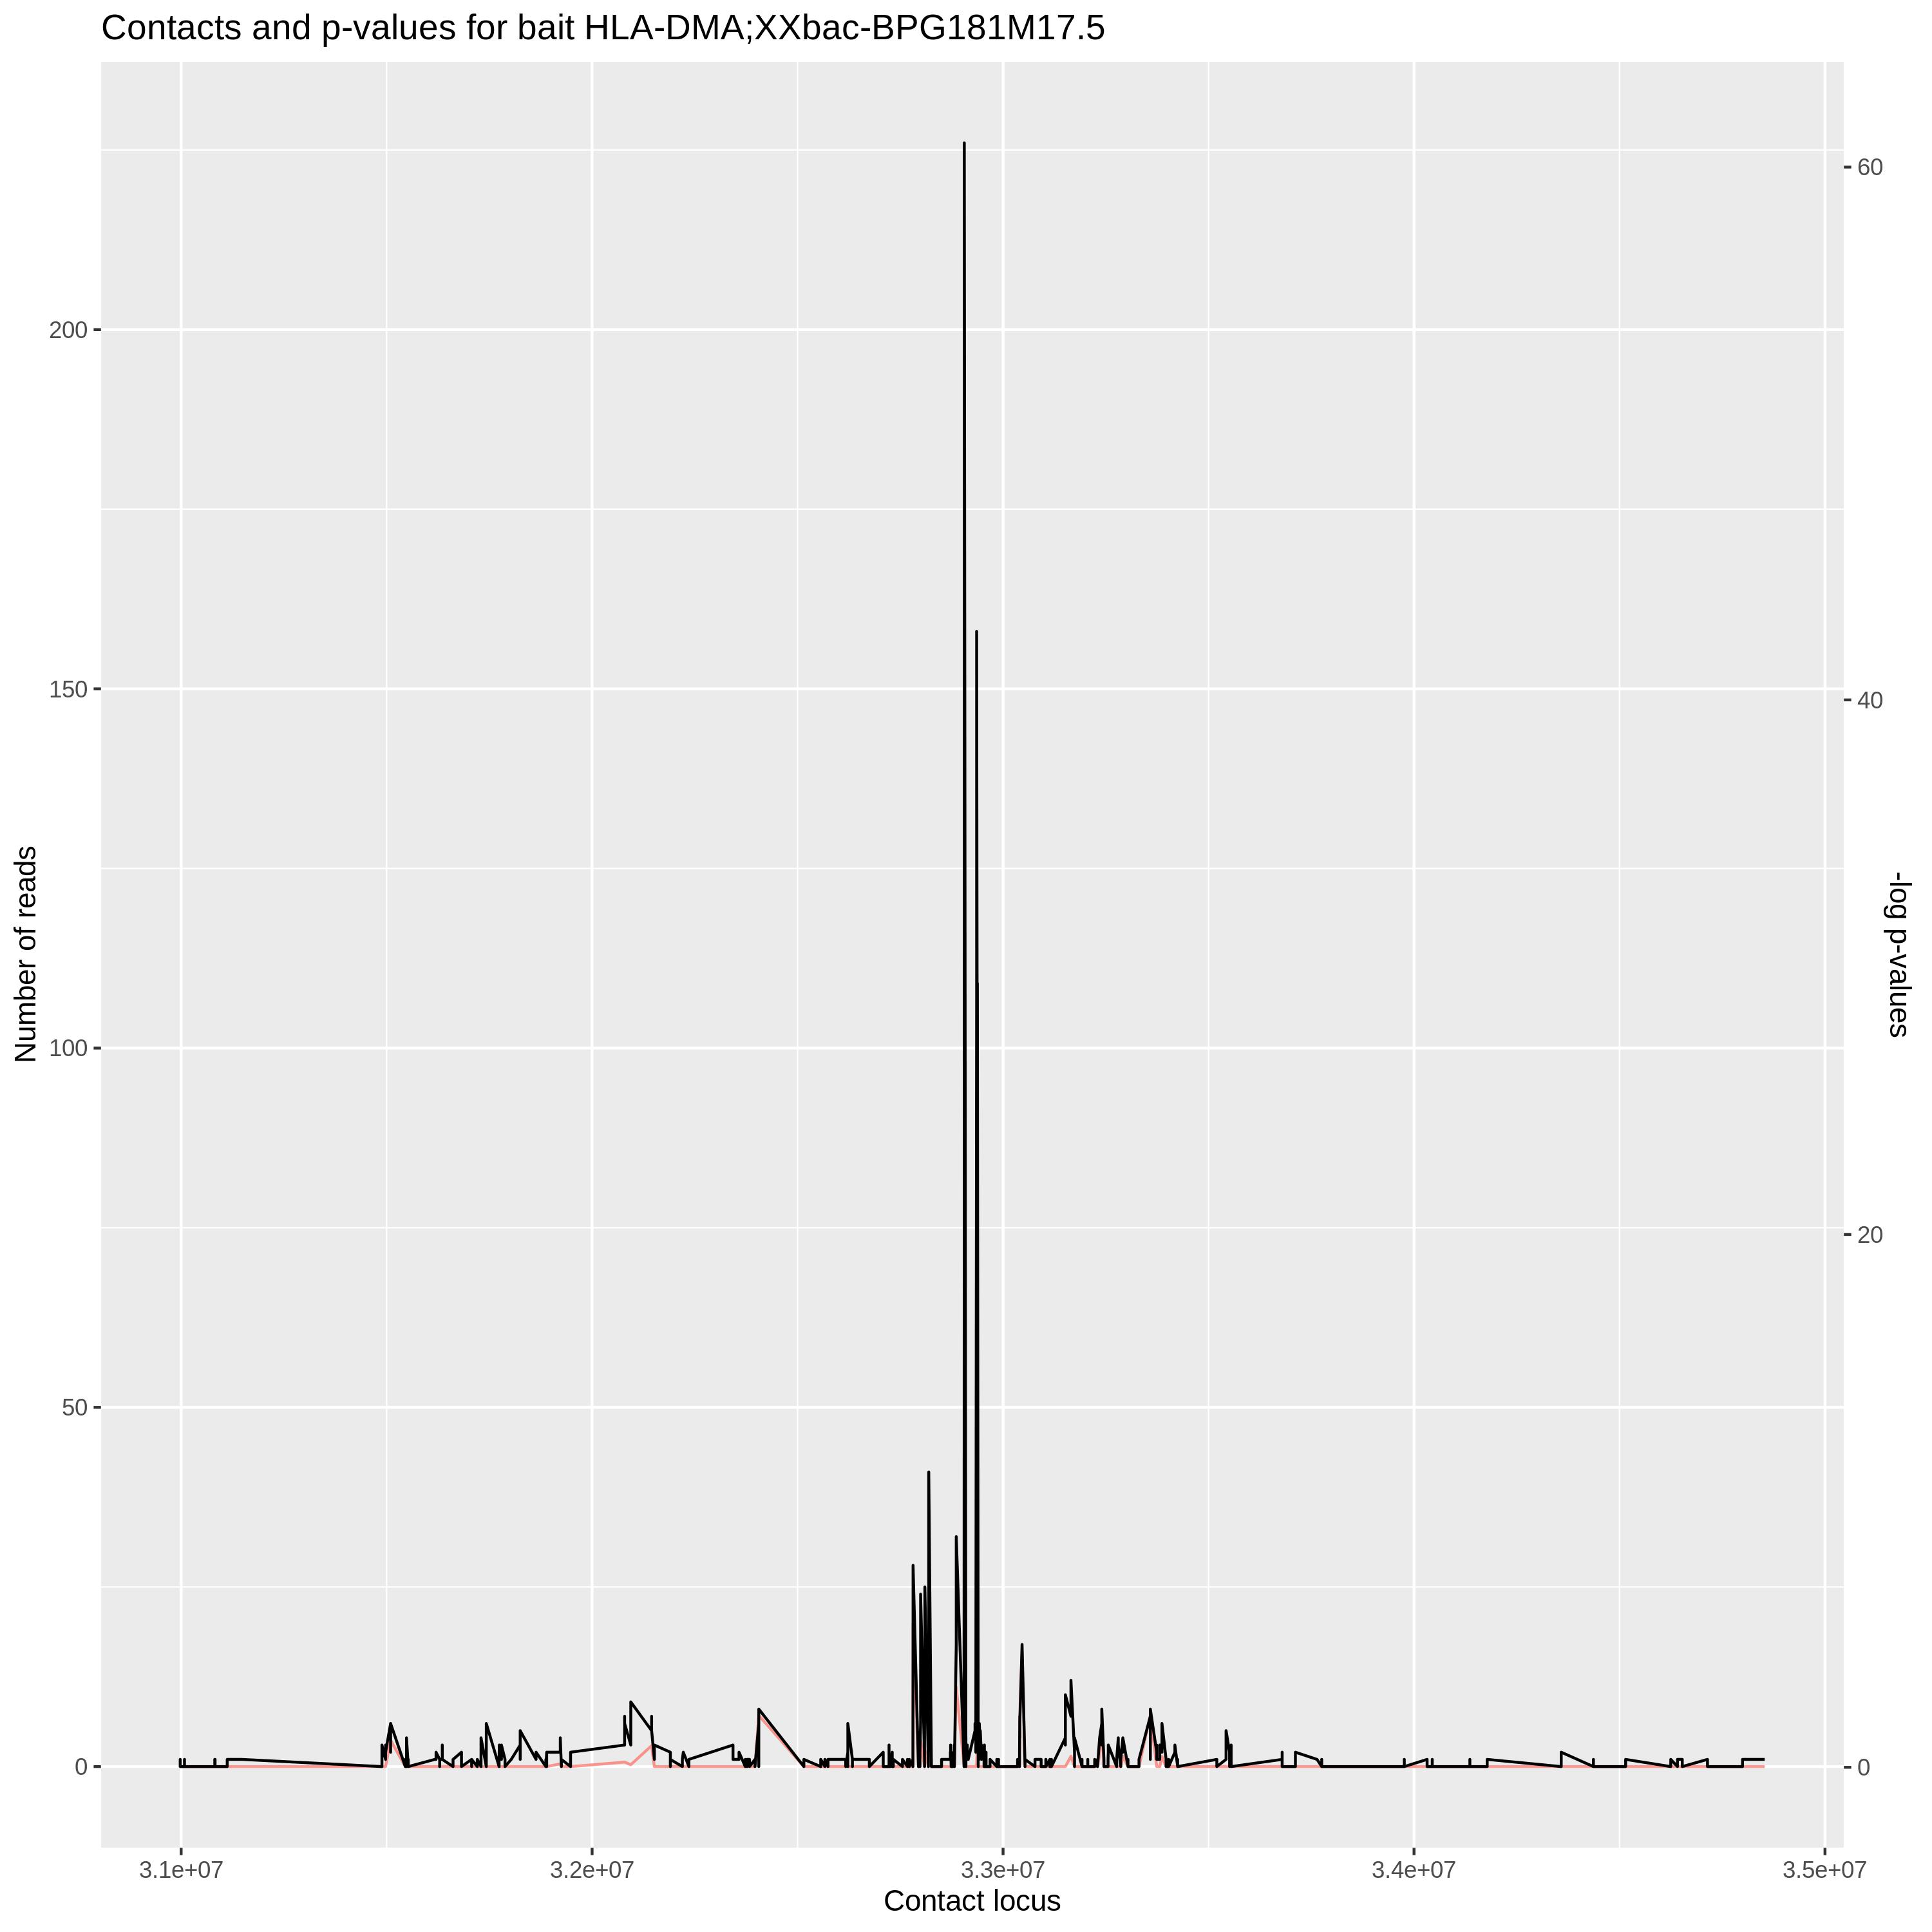 Contacts and p-values for bait HLA-DMA;XXbac-BPG181M17.5
60
200
150
40
Number of reads
-log p-values
100
20
50
0
0
3.1e+07
3.2e+07
3.3e+07
3.4e+07
3.5e+07
Contact locus